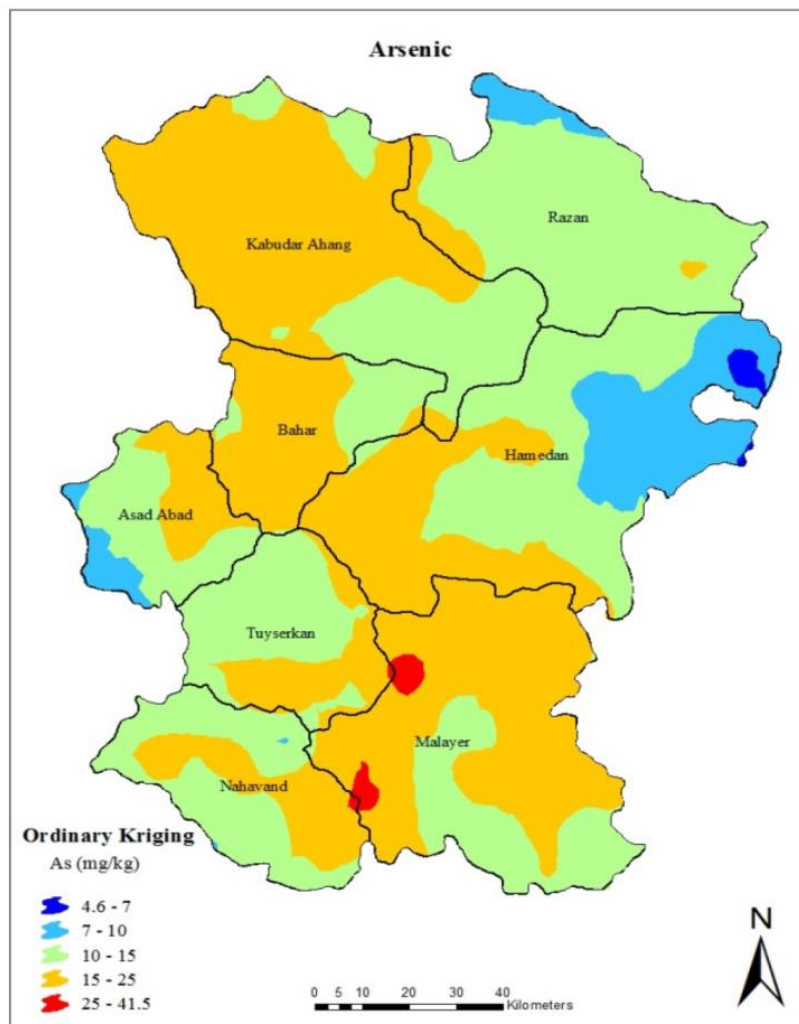 Arsenic
Razan
Kabudar Ahang
Bahar
Hamedan
Asad Abad
Tuyserkan
Malayer
Nahavand
Ordinary Kriging
As (mg/kg)
4.6 - 7
7 - 10
10 - 15
15 - 25
25 - 41.5
N
0 5 10 20 30 40
Kilometers